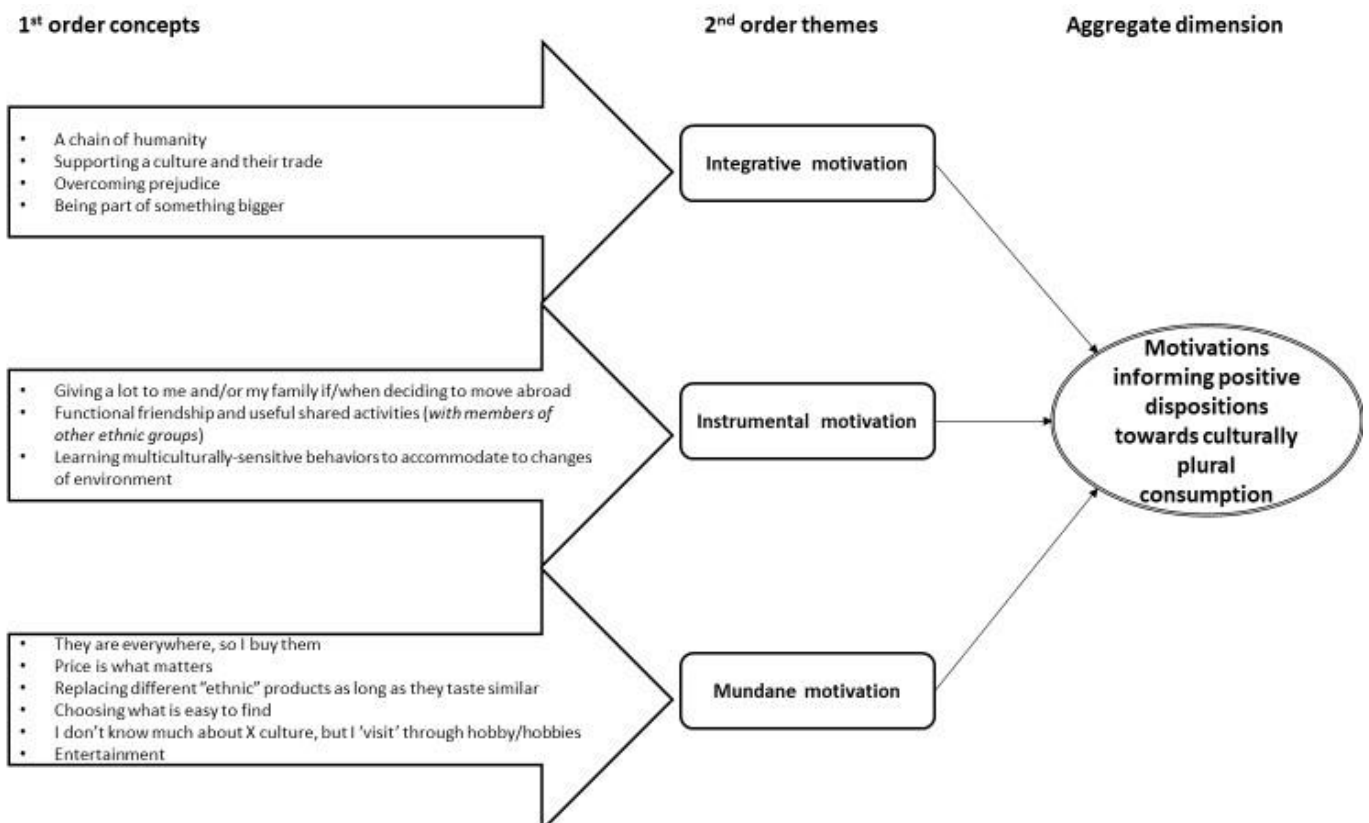 1st order concepts
2nd order themes
Aggregate dimension
• A chain of humanity
• Supporting a culture and their trade
• Overcoming prejudice
• Being part of something bigger
Integrative motivation
• Giving a lot to me and/or my family if/when deciding to move abroad
• Functional friendship and useful shared activities (with members of
other ethnic groups)
• Learning multiculturally-sensitive behaviors to accommodate to changes
of environment
Instrumental motivation
• They are everywhere, so I buy them
• Price is what matters
• Replacing different "ethnic" products as long as they taste similar
• Choosing what is easy to find
• I don't know much about X culture, but I 'visit' through hobby/hobbies
• Entertainment
Mundane motivation
Motivations
informing positive
dispositions
towards culturally
plural
consumption